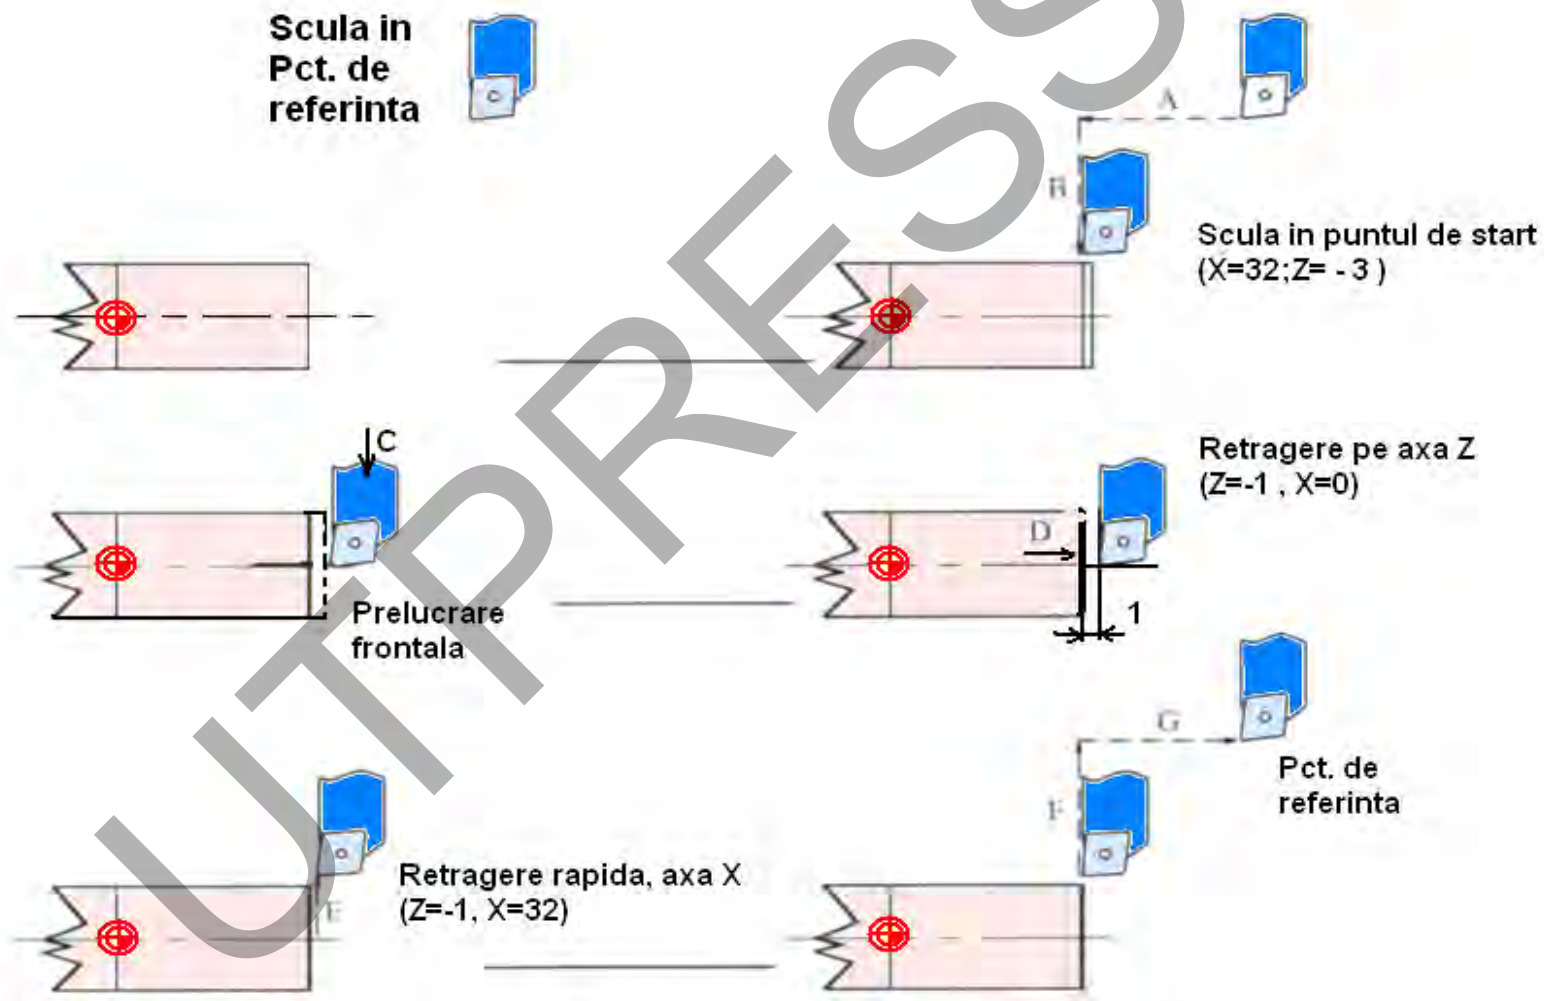 Scula in
Pct. de
referinta
A
B
Scula in puntul de start
(X=32;Z= - 3 )
C
Prelucrare
frontala
Retragere pe axa Z
(Z=-1 , X=0)
D
1
E
Retragere rapida, axa X
(Z=-1, X=32)
F
G
Pct. de
referinta
UTPRESS